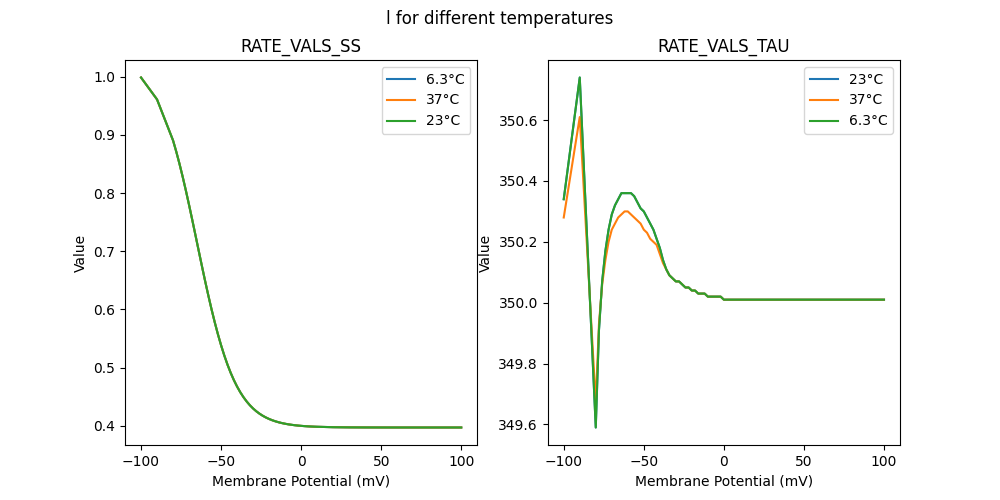 l for different temperatures
RATE_VALS_SS
RATE_VALS_TAU
1.0
0.9
0.8
0.7
0.6
0.5
0.4
Value
6.3°C
37°C
23°C
−100
−50
0
50
100
Membrane Potential (mV)
350.6
350.4
350.2
350.0
349.8
349.6
Value
23°C
37°C
6.3°C
−100
−50
0
50
100
Membrane Potential (mV)